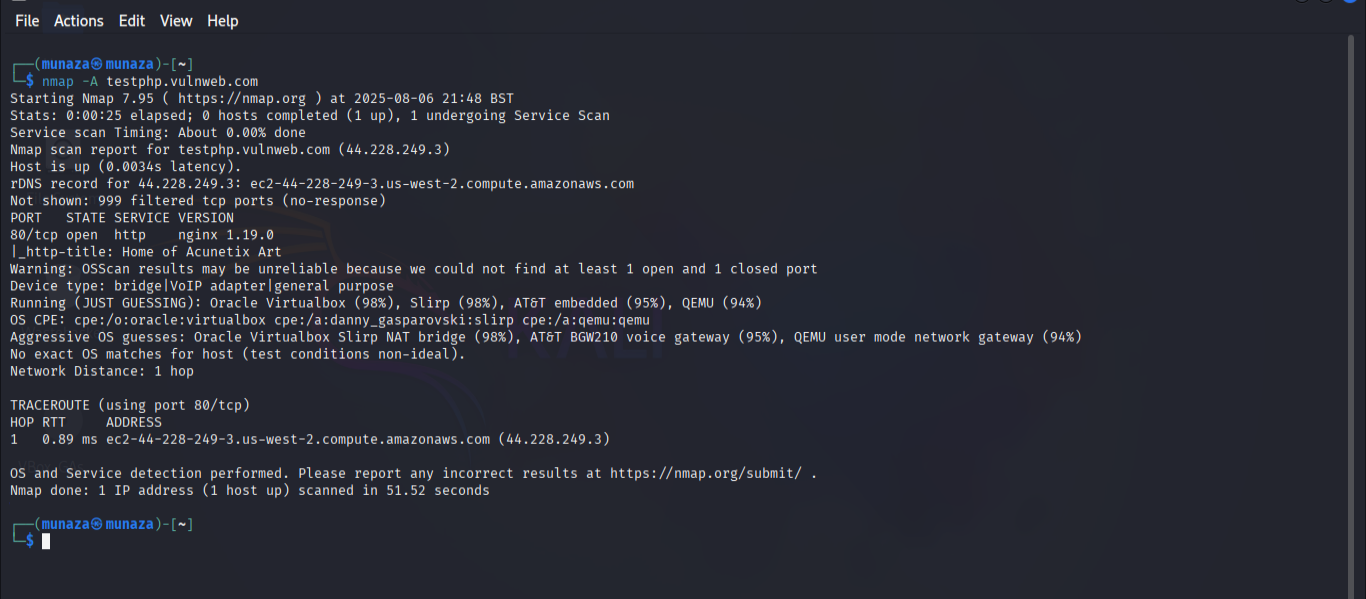 File Actions Edit View Help
┌──(munaza㉿munaza)-[~]
└─$ nmap -A testphp.vulnweb.com
Starting Nmap 7.95 ( https://nmap.org ) at 2025-08-06 21:48 BST
Stats: 0:00:25 elapsed; 0 hosts completed (1 up), 1 undergoing Service Scan
Service scan Timing: About 0.00% done
Nmap scan report for testphp.vulnweb.com (44.228.249.3)
Host is up (0.0034s latency).
rDNS record for 44.228.249.3: ec2-44-228-249-3.us-west-2.compute.amazonaws.com
Not shown: 999 filtered tcp ports (no-response)
PORT   STATE SERVICE VERSION
80/tcp open  http    nginx 1.19.0
|_http-title: Home of Acunetix Art
Warning: OSScan results may be unreliable because we could not find at least 1 open and 1 closed port
Device type: bridge|VoIP adapter|general purpose
Running (JUST GUESSING): Oracle Virtualbox (98%), Slirp (98%), AT&T embedded (95%), QEMU (94%)
OS CPE: cpe:/o:oracle:virtualbox cpe:/a:danny_gasparovski:slirp cpe:/a:qemu:qemu
Aggressive OS guesses: Oracle Virtualbox Slirp NAT bridge (98%), AT&T BGW210 voice gateway (95%), QEMU user mode network gateway (94%)
No exact OS matches for host (test conditions non-ideal).
Network Distance: 1 hop
TRACEROUTE (using port 80/tcp)
HOP RTT     ADDRESS
1   0.89 ms ec2-44-228-249-3.us-west-2.compute.amazonaws.com (44.228.249.3)
OS and Service detection performed. Please report any incorrect results at https://nmap.org/submit/ .
Nmap done: 1 IP address (1 host up) scanned in 51.52 seconds
┌──(munaza㉿munaza)-[~]
└─$